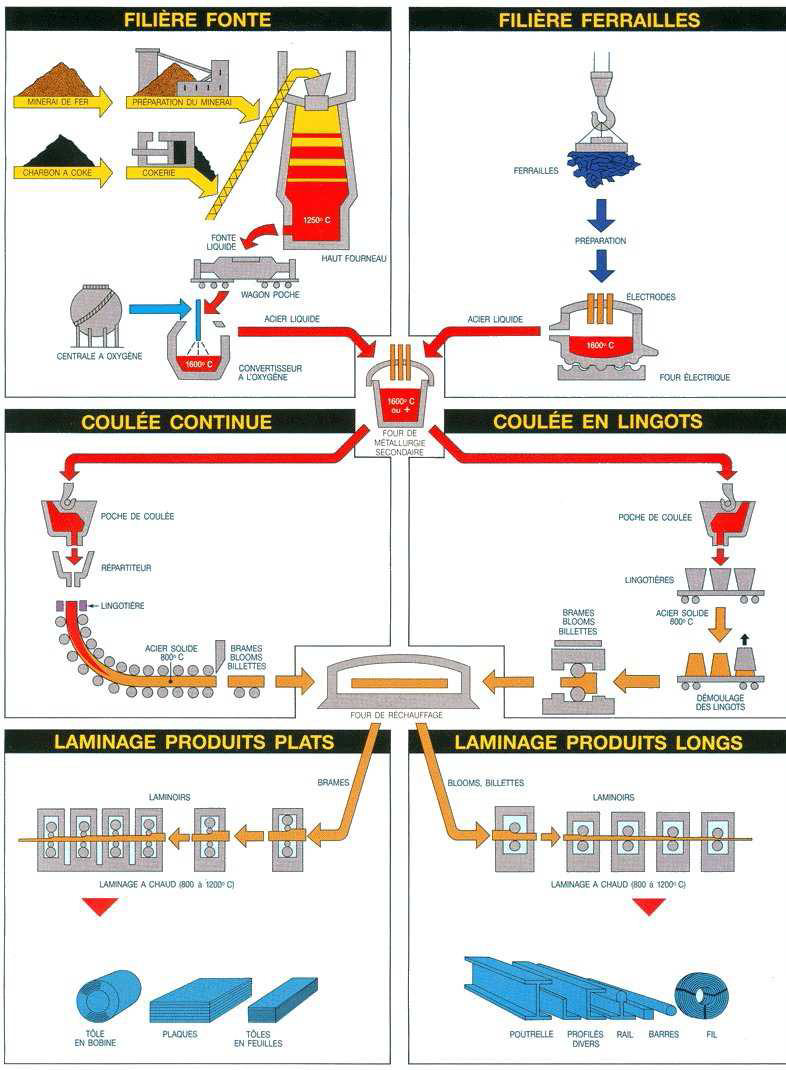 FILIÈRE FONTE
MINERAI DE FER
PRÉPARATION DU MINERAI
CHARBON A COKE
COKERIE
1250° C
FONTE
LIQUIDE
HAUT FOURNEAU
WAGON POCHE
CENTRALE A OXYGÈNE
1600° C
ACIER LIQUIDE
CONVERTISSEUR
A L'OXYGÈNE
FILIÈRE FERRAILLES
FERRAILLES
PRÉPARATION
ÉLECTRODES
ACIER LIQUIDE
1600° C
FOUR ÉLECTRIQUE
1600° C
ou +
FOUR DE
MÉTALLURGIE
SECONDAIRE
COULÉE CONTINUE
POCHE DE COULÉE
RÉPARTITEUR
LINGOTIÈRE
ACIER SOLIDE
800° C
BRAMES
BLOOMS
BILLETTES
COULÉE EN LINGOTS
POCHE DE COULÉE
LINGOTIÈRES
ACIER SOLIDE
800° C
BRAMES
BLOOMS
BILLETTES
DÉMOULAGE
DES LINGOTS
FOUR DE RÉCHAUFFAGE
LAMINAGE PRODUITS PLATS
BRAMES
LAMINOIRS
LAMINAGE A CHAUD (800 à 1200° C)
TÔLE
EN BOBINE
PLAQUES
TÔLES
EN FEUILLES
LAMINAGE PRODUITS LONGS
BLOOMS, BILLETTES
LAMINOIRS
LAMINAGE A CHAUD (800 à 1200° C)
POUTRELLE
PROFILÉS
DIVERS
RAIL
BARRES
FIL